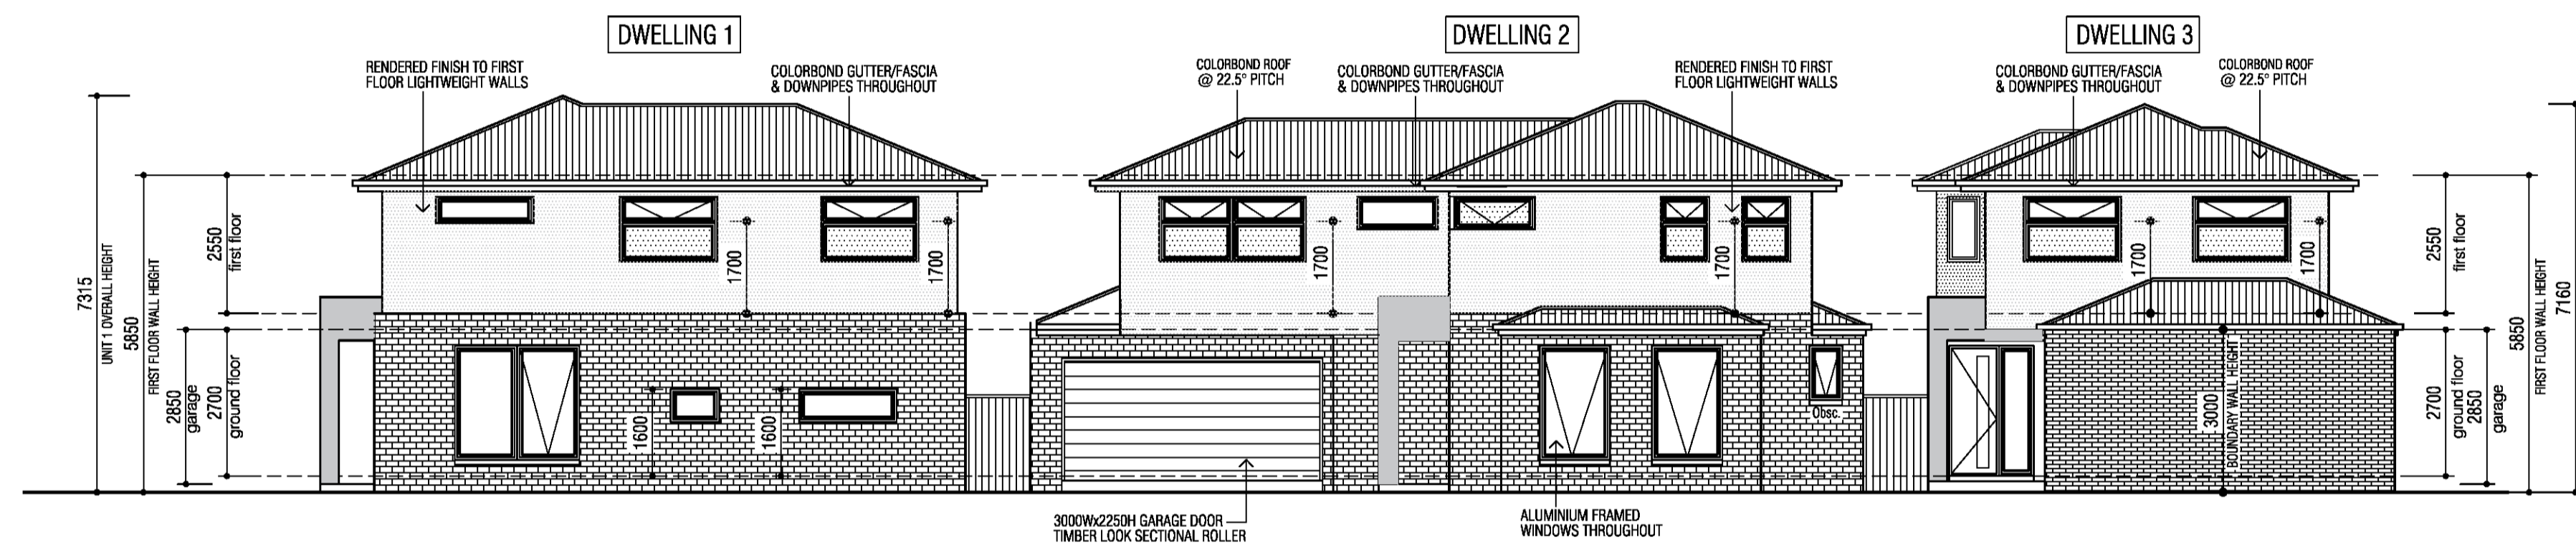 DWELLING 1
DWELLING 2
DWELLING 3
RENDERED FINISH TO FIRST
FLOOR LIGHTWEIGHT WALLS
COLORBOND GUTTER/FASCIA
& DOWNPIPES THROUGHOUT
COLORBOND ROOF
@ 22.5° PITCH
COLORBOND GUTTER/FASCIA
& DOWNPIPES THROUGHOUT
RENDERED FINISH TO FIRST
FLOOR LIGHTWEIGHT WALLS
COLORBOND GUTTER/FASCIA
& DOWNPIPES THROUGHOUT
COLORBOND ROOF
@ 22.5° PITCH
7315
UNIT 1 OVERALL HEIGHT
5850
FIRST FLOOR WALL HEIGHT
2550
first floor
2850
garage
2700
ground floor
1700
1700
1600
1600
1700
1700
Obsc.
1700
1700
3000
BOUNDARY WALL HEIGHT
2550
first floor
2700
ground floor
2850
garage
5850
FIRST FLOOR WALL HEIGHT
7160
3000Wx2250H GARAGE DOOR
TIMBER LOOK SECTIONAL ROLLER
ALUMINIUM FRAMED
WINDOWS THROUGHOUT